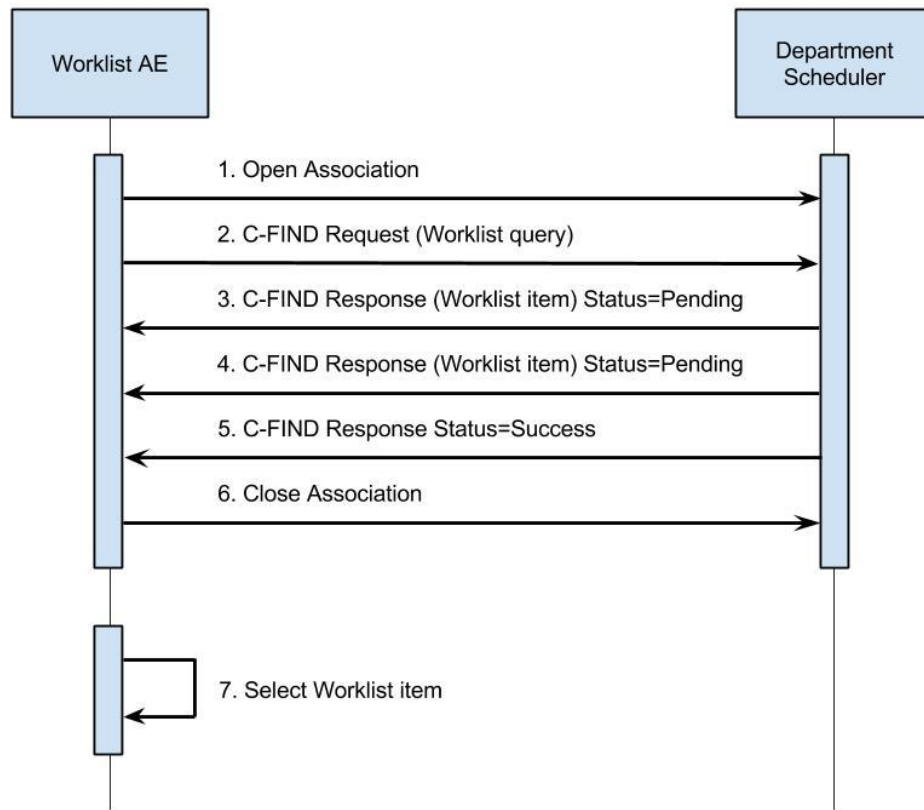 Worklist AE
Department
Scheduler
1. Open Association
2. C-FIND Request (Worklist query)
3. C-FIND Response (Worklist item) Status=Pending
4. C-FIND Response (Worklist item) Status=Pending
5. C-FIND Response Status=Success
6. Close Association
7. Select Worklist item